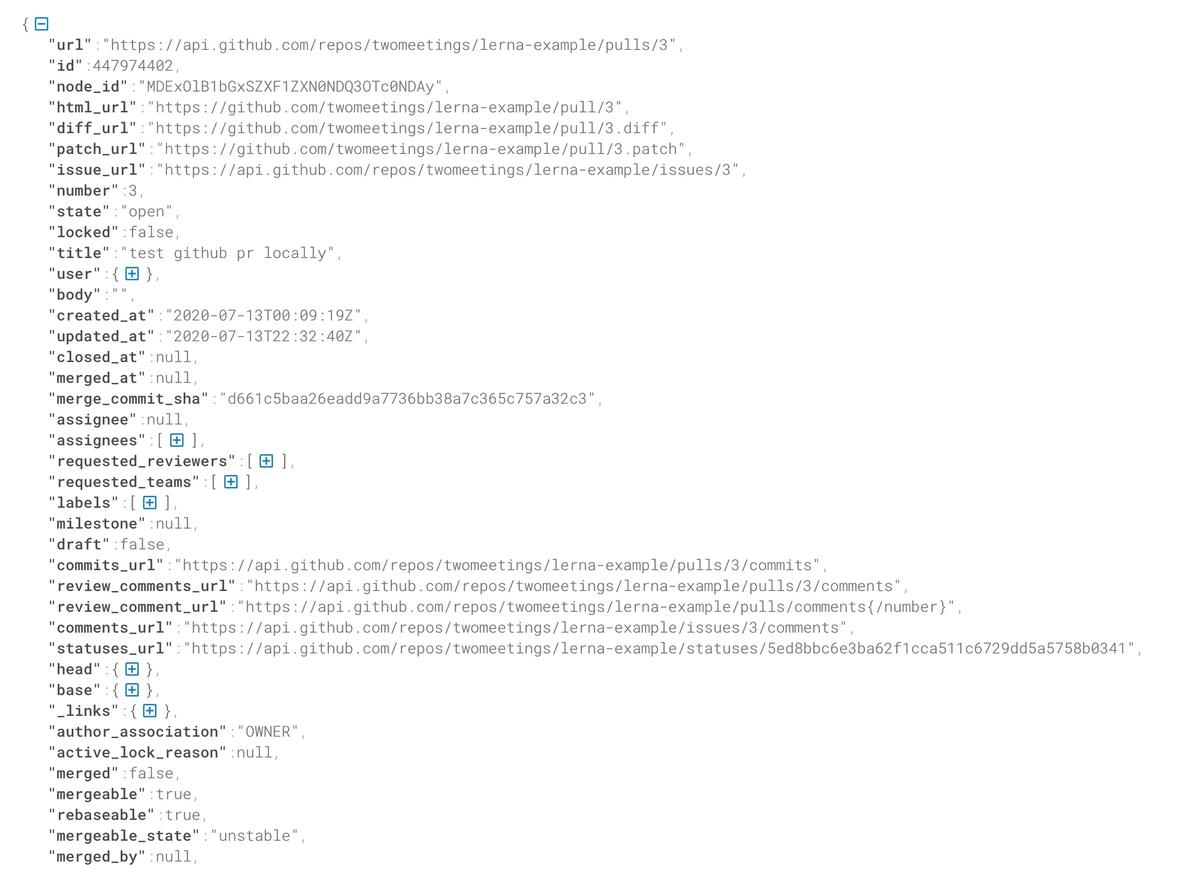 {
"url":"https://api.github.com/repos/twomeetings/lerna-example/pulls/3",
"id":447974402,
"node_id":"MDExOlB1bGxSZXF1ZXN0NDQ3OTc0NDAy",
"html_url":"https://github.com/twomeetings/lerna-example/pull/3",
"diff_url":"https://github.com/twomeetings/lerna-example/pull/3.diff",
"patch_url":"https://github.com/twomeetings/lerna-example/pull/3.patch",
"issue_url":"https://api.github.com/repos/twomeetings/lerna-example/issues/3",
"number":3,
"state":"open",
"locked":false,
"title":"test github pr locally",
"user":{ },
"body":"",
"created_at":"2020-07-13T00:09:19Z",
"updated_at":"2020-07-13T22:32:40Z",
"closed_at":null,
"merged_at":null,
"merge_commit_sha":"d661c5baa26eadd9a7736bb38a7c365c757a32c3",
"assignee":null,
"assignees":[ ],
"requested_reviewers":[ ],
"requested_teams":[ ],
"labels":[ ],
"milestone":null,
"draft":false,
"commits_url":"https://api.github.com/repos/twomeetings/lerna-example/pulls/3/commits",
"review_comments_url":"https://api.github.com/repos/twomeetings/lerna-example/pulls/3/comments",
"review_comment_url":"https://api.github.com/repos/twomeetings/lerna-example/pulls/comments{/number}",
"comments_url":"https://api.github.com/repos/twomeetings/lerna-example/issues/3/comments",
"statuses_url":"https://api.github.com/repos/twomeetings/lerna-example/statuses/5ed8bbc6e3ba62f1cca511c6729dd5a5758b0341",
"head":{ },
"base":{ },
"_links":{ },
"author_association":"OWNER",
"active_lock_reason":null,
"merged":false,
"mergeable":true,
"rebaseable":true,
"mergeable_state":"unstable",
"merged_by":null,